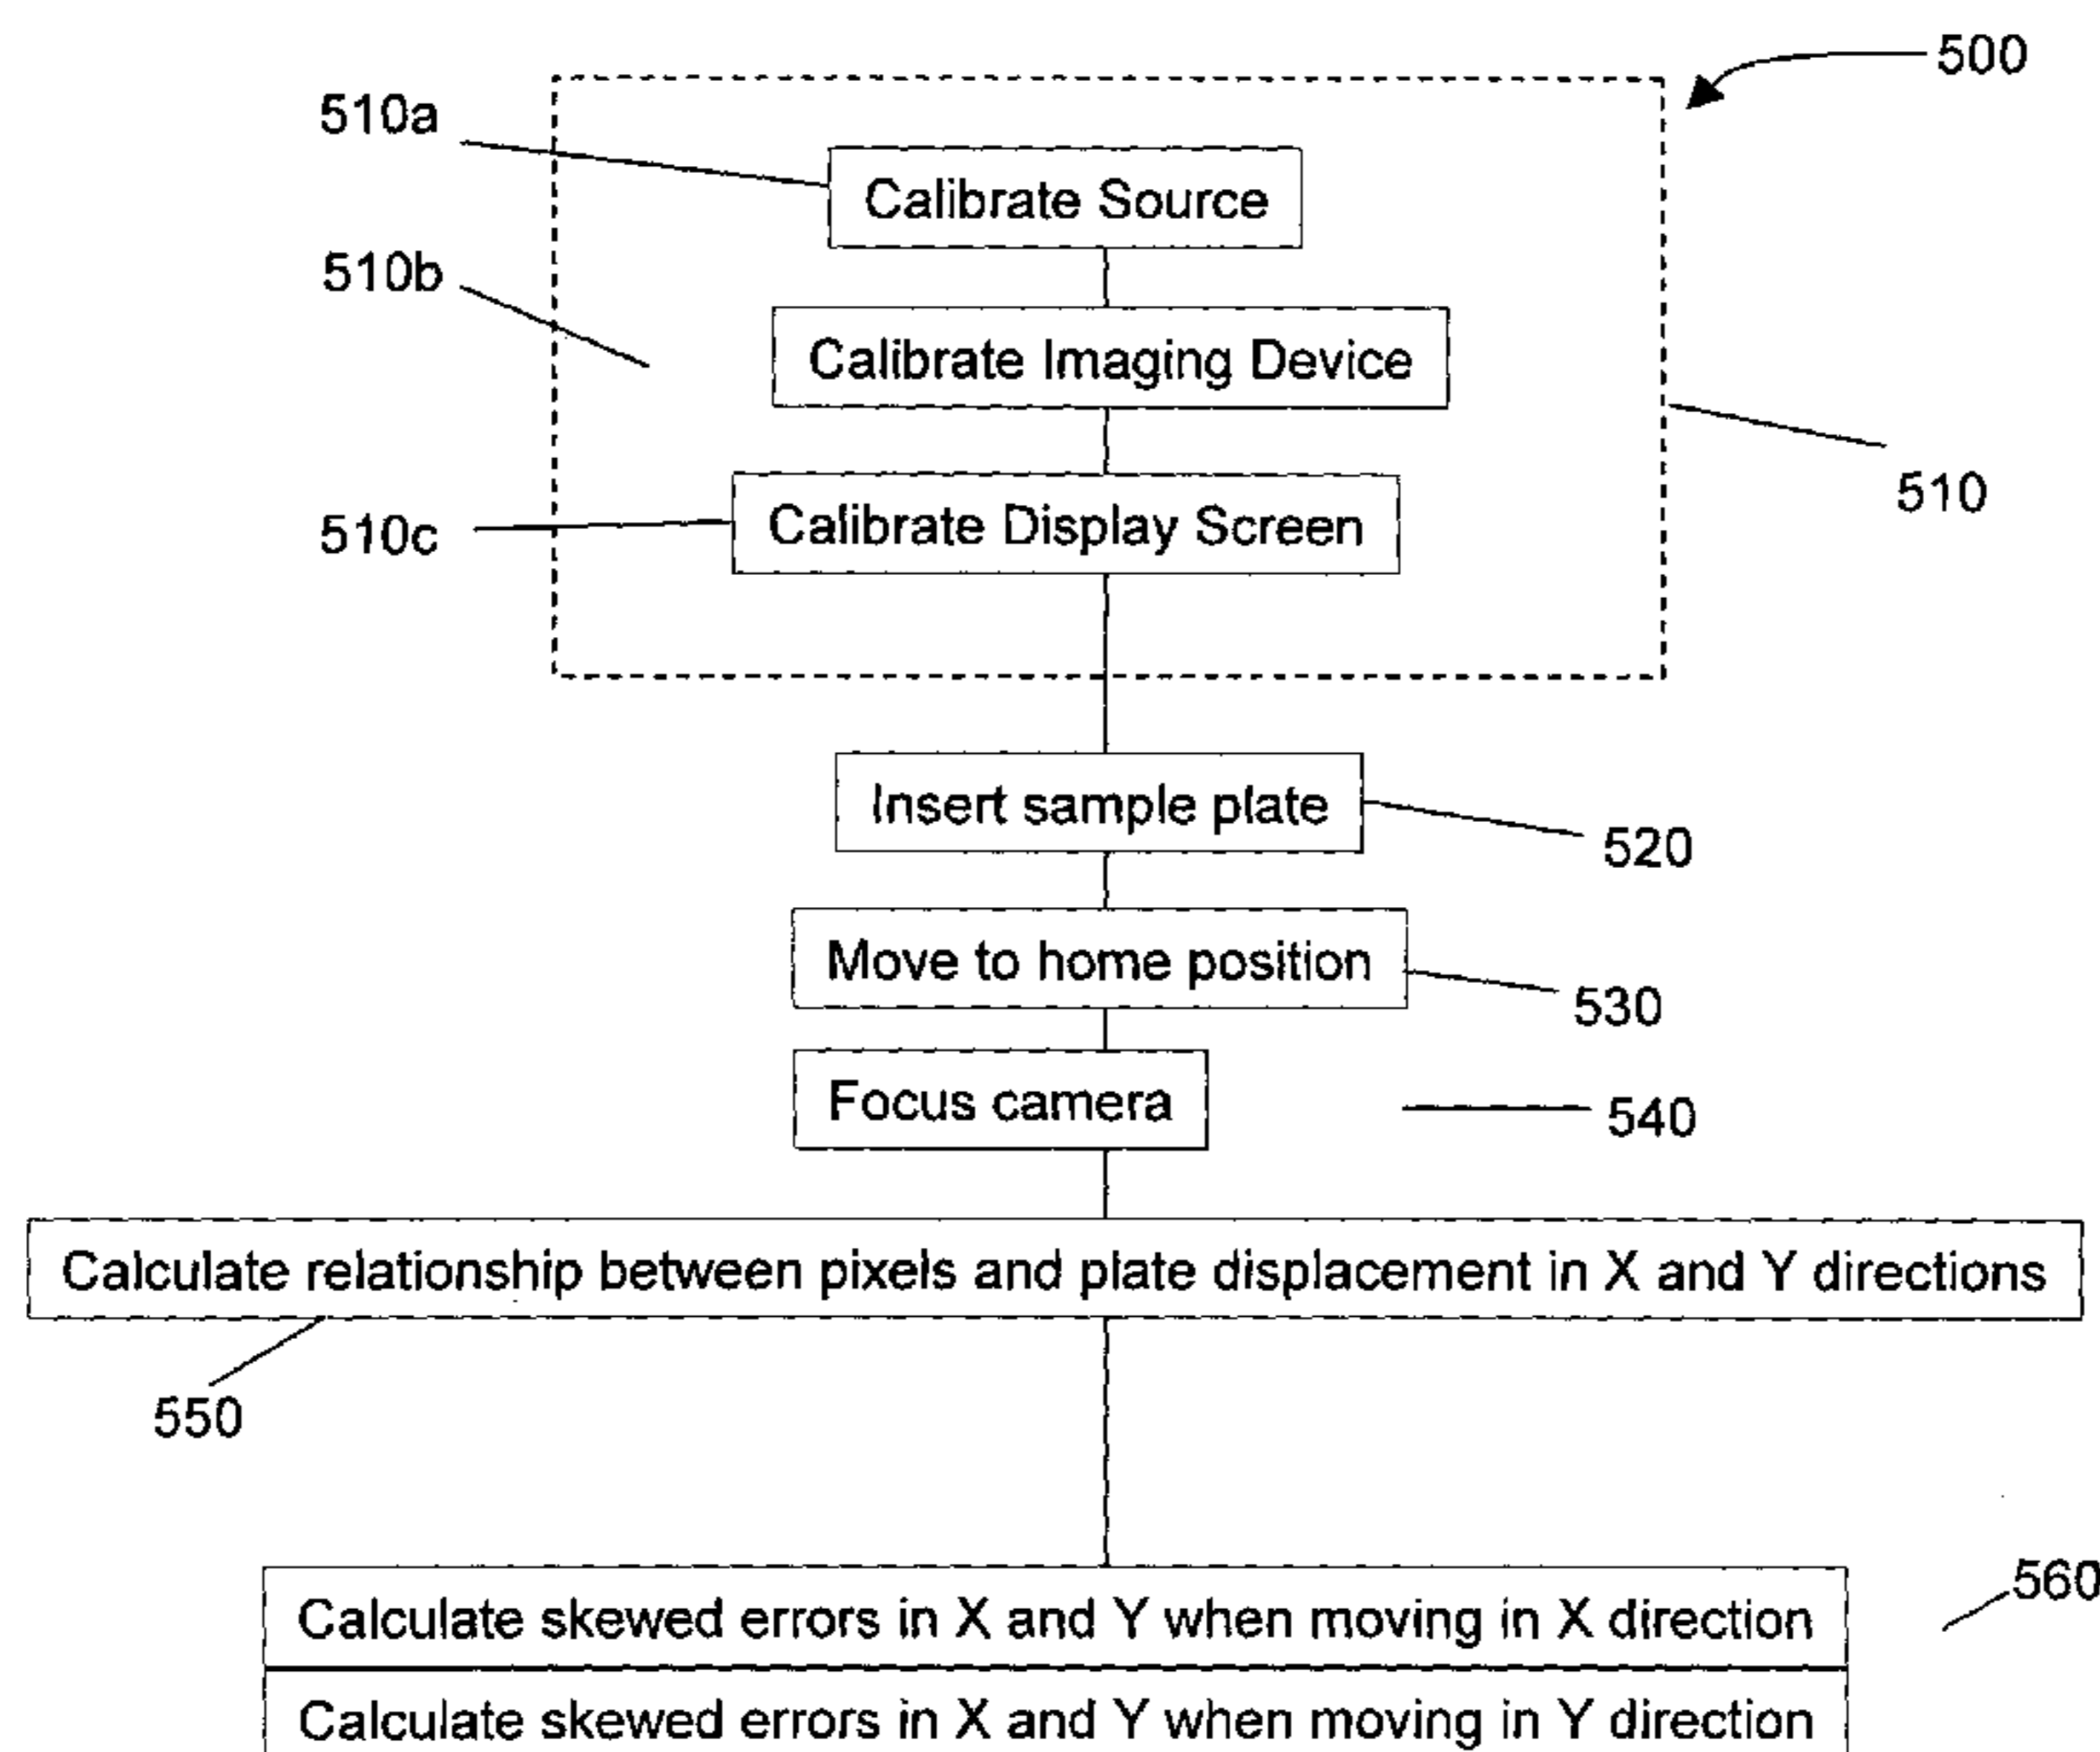 500
510a
Calibrate Source
510b
Calibrate Imaging Device
510
510c
Calibrate Display Screen
Insert sample plate
520
Move to home position
530
Focus camera
540
Calculate relationship between pixels and plate displacement in X and Y directions
550
560
Calculate skewed errors in X and Y when moving in X direction
Calculate skewed errors in X and Y when moving in Y direction